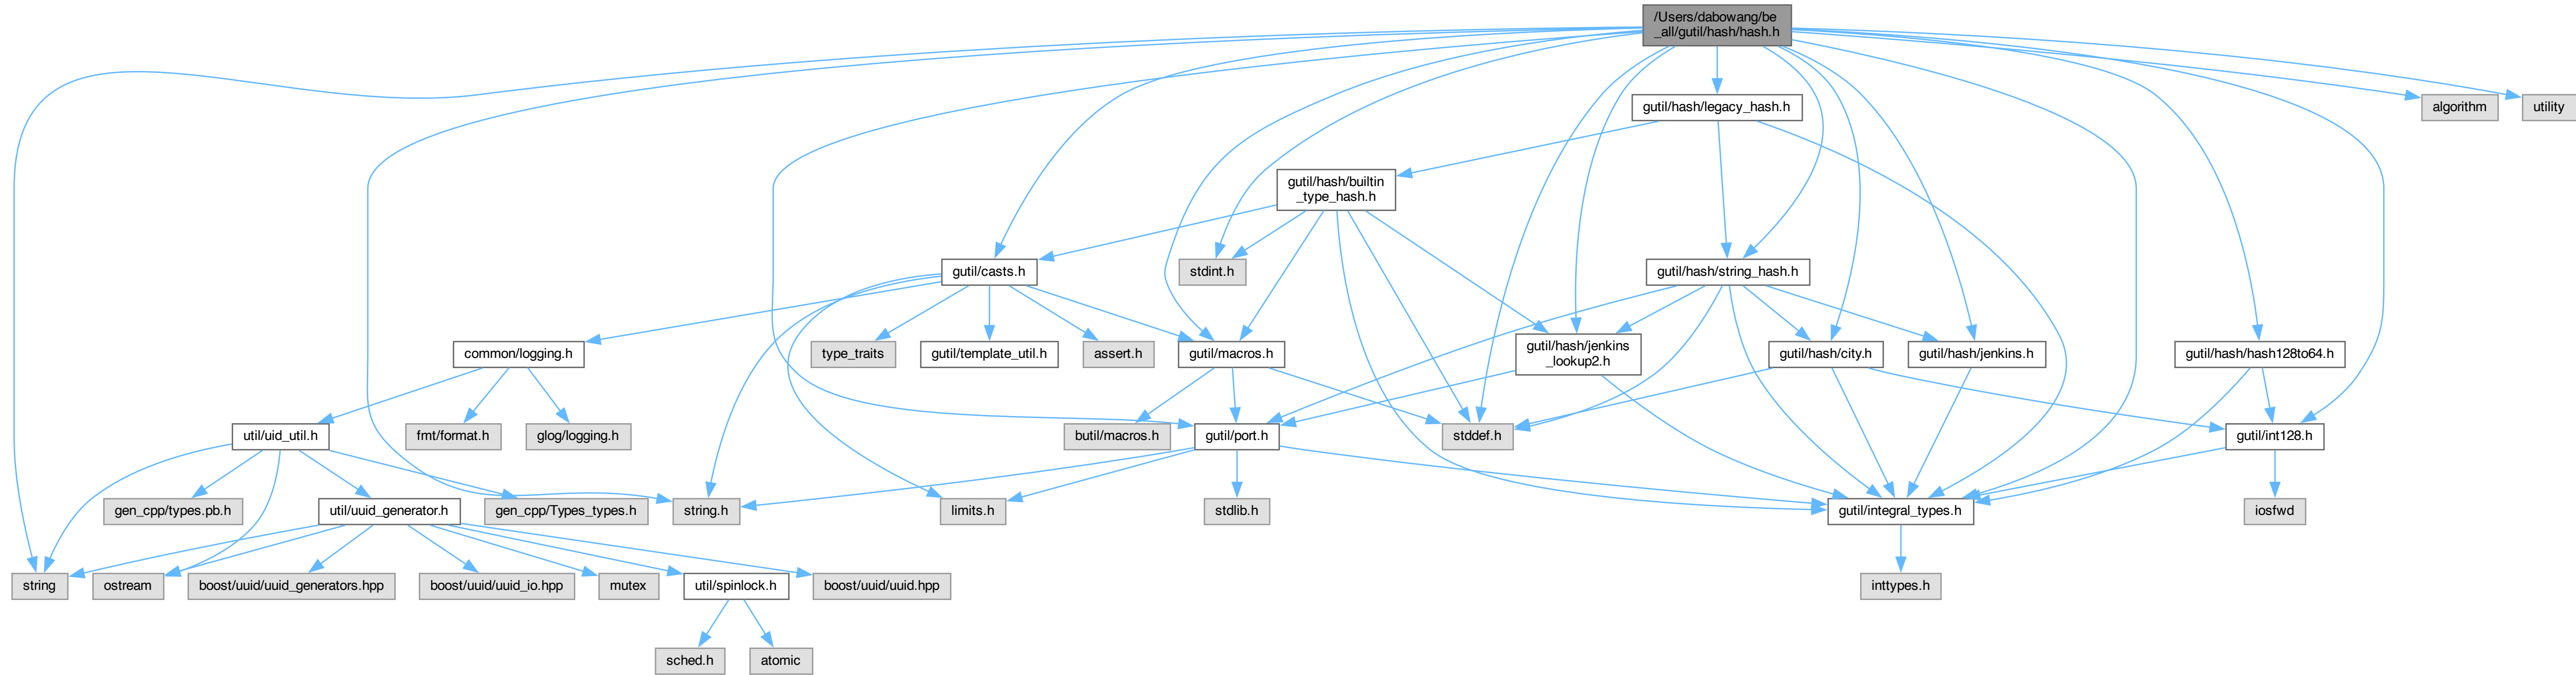 /Users/dabowang/be
_all/gutil/hash/hash.h
gutil/hash/legacy_hash.h
algorithm
utility
gutil/hash/builtin
_type_hash.h
gutil/casts.h
stdint.h
gutil/hash/string_hash.h
common/logging.h
type_traits
gutil/template_util.h
assert.h
gutil/macros.h
gutil/hash/jenkins
_lookup2.h
gutil/hash/city.h
gutil/hash/jenkins.h
gutil/hash/hash128to64.h
util/uid_util.h
fmt/format.h
glog/logging.h
butil/macros.h
gutil/port.h
stddef.h
gutil/int128.h
gen_cpp/types.pb.h
util/uuid_generator.h
gen_cpp/Types_types.h
string.h
limits.h
stdlib.h
gutil/integral_types.h
iosfwd
string
ostream
boost/uuid/uuid_generators.hpp
boost/uuid/uuid_io.hpp
mutex
util/spinlock.h
boost/uuid/uuid.hpp
inttypes.h
sched.h
atomic